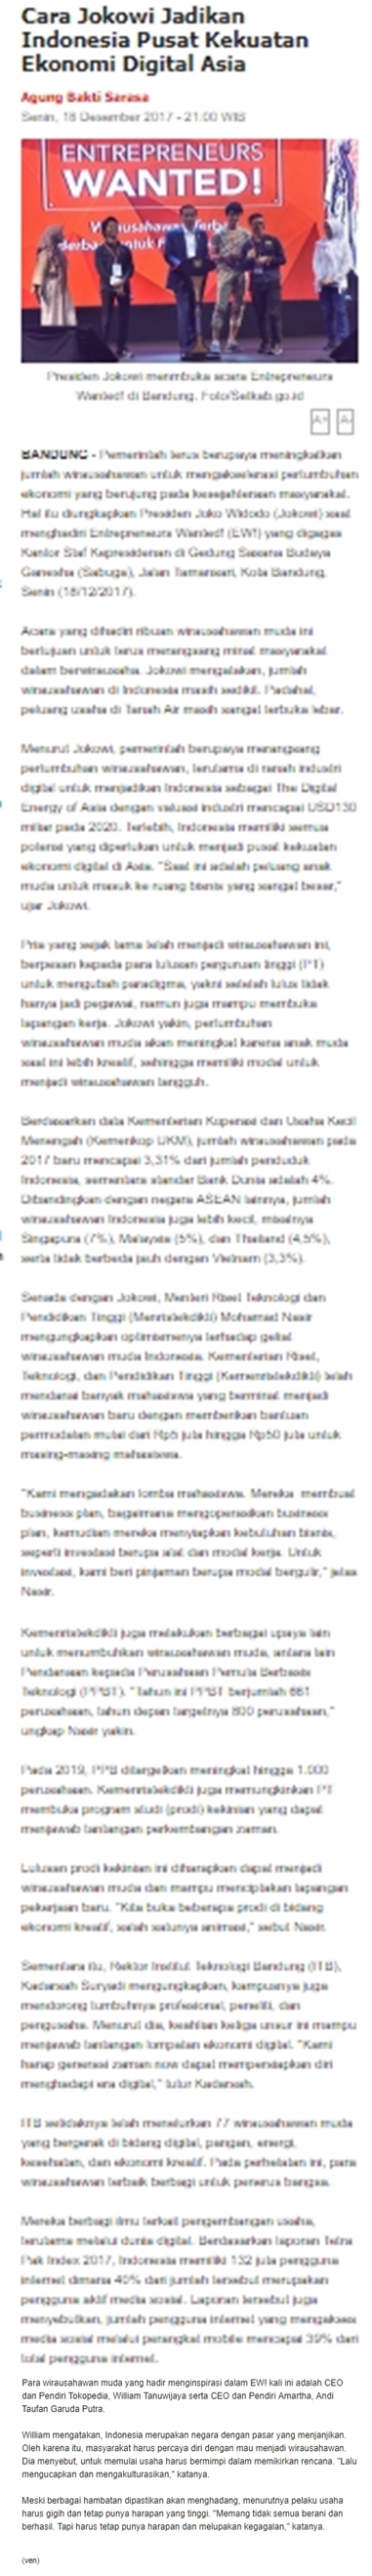 Cara Jokowi Jadikan
Indonesia Pusat Kekuatan
Ekonomi Digital Asia
Agung Bakti Sarasa
Senin, 18 Desember 2017 - 21:00 WIB
ENTREPRENEURS
WANTED!
Presiden Jokowi membuka acara Entrepreneurs
Wanted! di Bandung. Foto/Setkab.go.id
A+ A-
BANDUNG - Pemerintah terus berupaya meningkatkan
jumlah wirausahawan untuk mengakselerasi pertumbuhan
ekonomi yang berujung pada kesejahteraan masyarakat.
Hal itu diungkapkan Presiden Joko Widodo (Jokowi) saat
menghadiri Entrepreneurs Wanted! (EW!) yang digagas
Kantor Staf Kepresidenan di Gedung Sasana Budaya
Ganesha (Sabuga), Jalan Tamansari, Kota Bandung,
Senin (18/12/2017).
Acara yang dihadiri ribuan wirausahawan muda ini
bertujuan untuk terus merangsang minat masyarakat
dalam berwirausaha. Jokowi mengatakan, jumlah
wirausahawan di Indonesia masih sedikit. Padahal,
peluang usaha di Tanah Air masih sangat terbuka lebar.
Menurut Jokowi, pemerintah berupaya merangsang
pertumbuhan wirausahawan, terutama di ranah industri
digital untuk menjadikan Indonesia sebagai The Digital
Energy of Asia dengan valuasi industri mencapai USD130
miliar pada 2020. Terlebih, Indonesia memiliki semua
potensi yang diperlukan untuk menjadi pusat kekuatan
ekonomi digital di Asia. "Saat ini adalah peluang anak
muda untuk masuk ke ruang bisnis yang sangat besar,"
ujar Jokowi.
Pria yang sejak lama telah menjadi wirausahawan ini,
berpesan kepada para lulusan perguruan tinggi (PT)
untuk mengubah paradigma, yakni setelah lulus tidak
hanya jadi pegawai, namun juga mampu membuka
lapangan kerja. Jokowi yakin, pertumbuhan
wirausahawan muda akan meningkat karena anak muda
saat ini lebih kreatif, sehingga memiliki modal untuk
menjadi wirausahawan tangguh.
Berdasarkan data Kementerian Koperasi dan Usaha Kecil
Menengah (Kemenkop UKM), jumlah wirausahawan pada
2017 baru mencapai 3,31% dari jumlah penduduk
Indonesia, sementara standar Bank Dunia adalah 4%.
Dibandingkan dengan negara ASEAN lainnya, jumlah
wirausahawan Indonesia juga lebih kecil, misalnya
Singapura (7%), Malaysia (5%), dan Thailand (4,5%),
serta tidak berbeda jauh dengan Vietnam (3,3%).
Senada dengan Jokowi, Menteri Riset Teknologi dan
Pendidikan Tinggi (Menristekdikti) Mohamad Nasir
mengungkapkan optimismenya terhadap geliat
wirausahawan muda Indonesia. Kementerian Riset,
Teknologi, dan Pendidikan Tinggi (Kemenristekdikti) telah
mendanai banyak mahasiswa yang berminat menjadi
wirausahawan baru dengan memberikan bantuan
permodalan mulai dari Rp5 juta hingga Rp50 juta untuk
masing-masing mahasiswa.
"Kami mengadakan lomba mahasiswa. Mereka membuat
business plan, bagaimana mengoperasikan business
plan, kemudian mereka menyiapkan kebutuhan bisnis,
seperti investasi berupa alat dan modal kerja. Untuk
investasi, kami beri pinjaman berupa modal bergulir," jelas
Nasir.
Kemenristekdikti juga melakukan berbagai upaya lain
untuk menumbuhkan wirausahawan muda, antara lain
Pendanaan kepada Perusahaan Pemula Berbasis
Teknologi (PPBT). "Tahun ini PPBT berjumlah 661
perusahaan, tahun depan targetnya 800 perusahaan,"
ungkap Nasir yakin.
Pada 2019, PPB ditargetkan meningkat hingga 1.000
perusahaan. Kemenristekdikti juga memungkinkan PT
membuka program studi (prodi) kekinian yang dapat
menjawab tantangan perkembangan zaman.
Lulusan prodi kekinian ini diharapkan dapat menjadi
wirausahawan muda dan mampu menciptakan lapangan
pekerjaan baru. "Kita buka beberapa prodi di bidang
ekonomi kreatif, salah satunya animasi," sebut Nasir.
Sementara itu, Rektor Institut Teknologi Bandung (ITB),
Kadarsah Suryadi mengungkapkan, kampusnya juga
mendorong tumbuhnya profesional, peneliti, dan
pengusaha. Menurut dia, keahlian ketiga unsur ini mampu
menjawab tantangan lompatan ekonomi digital. "Kami
harap generasi zaman now dapat mempersiapkan diri
menghadapi era digital," tutur Kadarsah.
ITB setidaknya telah menelurkan 77 wirausahawan muda
yang bergerak di bidang digital, pangan, energi,
kesehatan, dan ekonomi kreatif. Pada perhelatan ini, para
wirausahawan terbaik berbagi untuk penerus bangsa.
Mereka berbagi ilmu terkait pengembangan usaha,
terutama melalui dunia digital. Berdasarkan laporan Tetra
Pak Index 2017, Indonesia memiliki 132 juta pengguna
internet dimana 40% dari jumlah tersebut merupakan
pengguna aktif media sosial. Laporan tersebut juga
menyebutkan, jumlah pengguna internet yang mengakses
media sosial melalui perangkat mobile mencapai 39% dari
total pengguna internet.
Para wirausahawan muda yang hadir menginspirasi dalam EW! kali ini adalah CEO
dan Pendiri Tokopedia, William Tanuwijaya serta CEO dan Pendiri Amartha, Andi
Taufan Garuda Putra.
William mengatakan, Indonesia merupakan negara dengan pasar yang menjanjikan.
Oleh karena itu, masyarakat harus percaya diri dengan mau menjadi wirausahawan.
Dia menyebut, untuk memulai usaha harus bermimpi dalam memikirkan rencana. "Lalu
mengucapkan dan mengakulturasikan," katanya.
Meski berbagai hambatan dipastikan akan menghadang, menurutnya pelaku usaha
harus gigih dan tetap punya harapan yang tinggi. "Memang tidak semua berani dan
berhasil. Tapi harus tetap punya harapan dan melupakan kegagalan," katanya.
(ven)